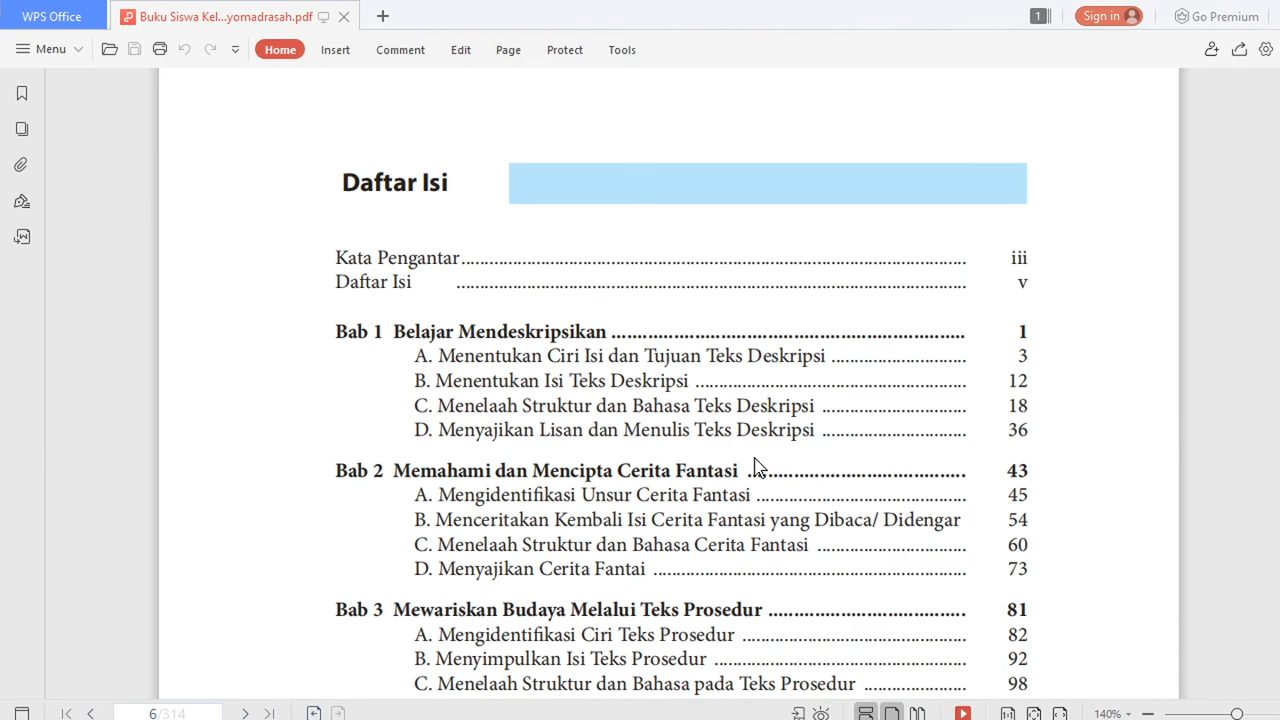 WPS Office
Buku Siswa Kel...yomadrasah.pdf
1
Sign in
Go Premium
Menu
Home
Insert
Comment
Edit
Page
Protect
Tools
Daftar Isi
Kata Pengantar............................................................................................................ iii
Daftar Isi ............................................................................................................. v
Bab 1 Belajar Mendeskripsikan .................................................................... 1
A. Menentukan Ciri Isi dan Tujuan Teks Deskripsi ............................. 3
B. Menentukan Isi Teks Deskripsi .......................................................... 12
C. Menelaah Struktur dan Bahasa Teks Deskripsi ............................... 18
D. Menyajikan Lisan dan Menulis Teks Deskripsi ............................... 36
Bab 2 Memahami dan Mencipta Cerita Fantasi .......................................... 43
A. Mengidentifikasi Unsur Cerita Fantasi ............................................. 45
B. Menceritakan Kembali Isi Cerita Fantasi yang Dibaca/ Didengar 54
C. Menelaah Struktur dan Bahasa Cerita Fantasi ................................ 60
D. Menyajikan Cerita Fantai ................................................................... 73
Bab 3 Mewariskan Budaya Melalui Teks Prosedur ...................................... 81
A. Mengidentifikasi Ciri Teks Prosedur ................................................ 82
B. Menyimpulkan Isi Teks Prosedur ...................................................... 92
C. Menelaah Struktur dan Bahasa pada Teks Prosedur ...................... 98
6/314
140%